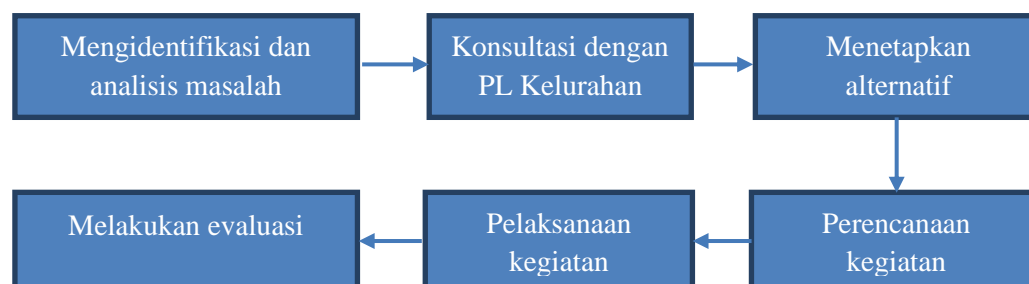 Mengidentifikasi dan
analisis masalah
Konsultasi dengan
PL Kelurahan
Menetapkan
alternatif
Perencanaan
kegiatan
Pelaksanaan
kegiatan
Melakukan evaluasi